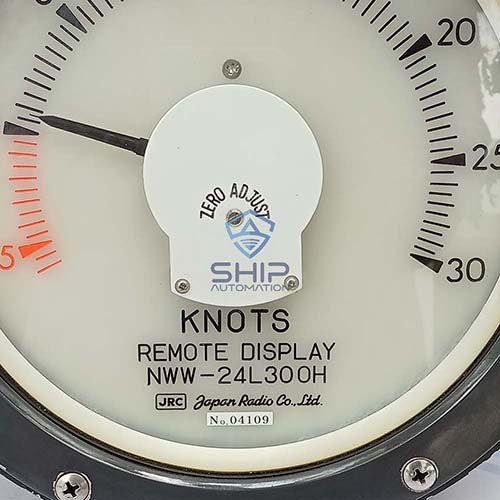 20
25
5
30
ZERO ADJUST
SHIP
AUTOMATION
KNOTS
REMOTE DISPLAY
NWW-24L300H
JRC Japan Radio Co., Ltd.
No. 04109